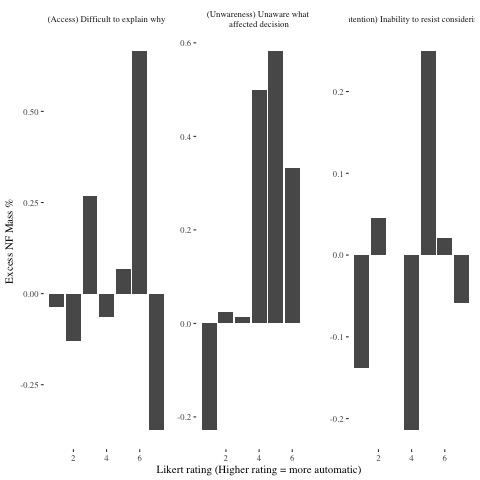 (Access) Difficult to explain why
(Unwareness) Unaware what
affected decision
Inability to resist
Excess NF Mass %
0.50
0.25
0.00
-0.25
0.6
0.4
0.2
0.0
-0.2
0.2
0.1
0.0
-0.1
-0.2
2 4 6
2 4 6
2 4 6
Likert rating (Higher rating = more automatic)